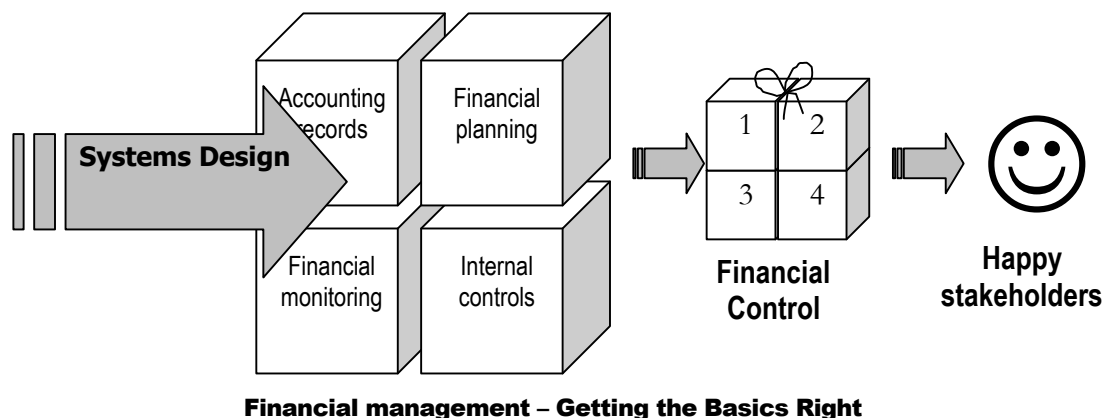 Systems Design
Accounting
records
Financial
planning
Financial
monitoring
Internal
controls
1 2
3 4
Financial
Control
Happy
stakeholders
Financial management – Getting the Basics Right